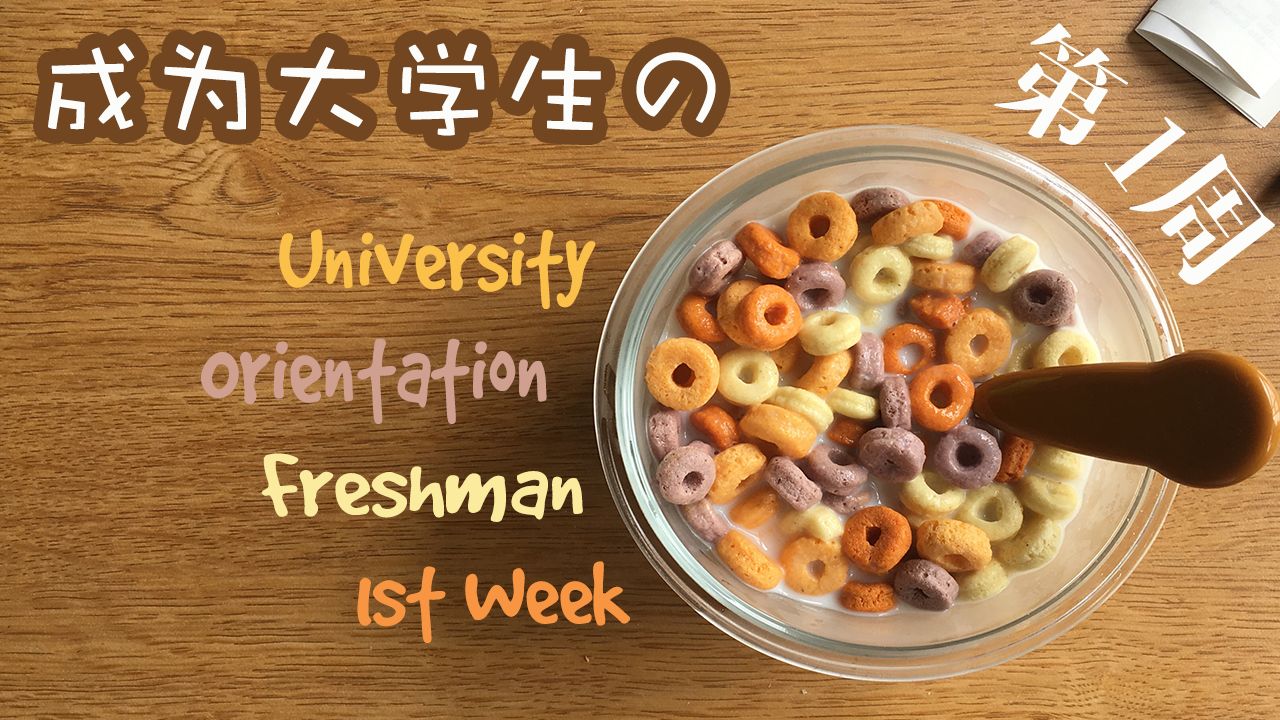 成为大学生の
第1周
University
orientation
Freshman
1st Week